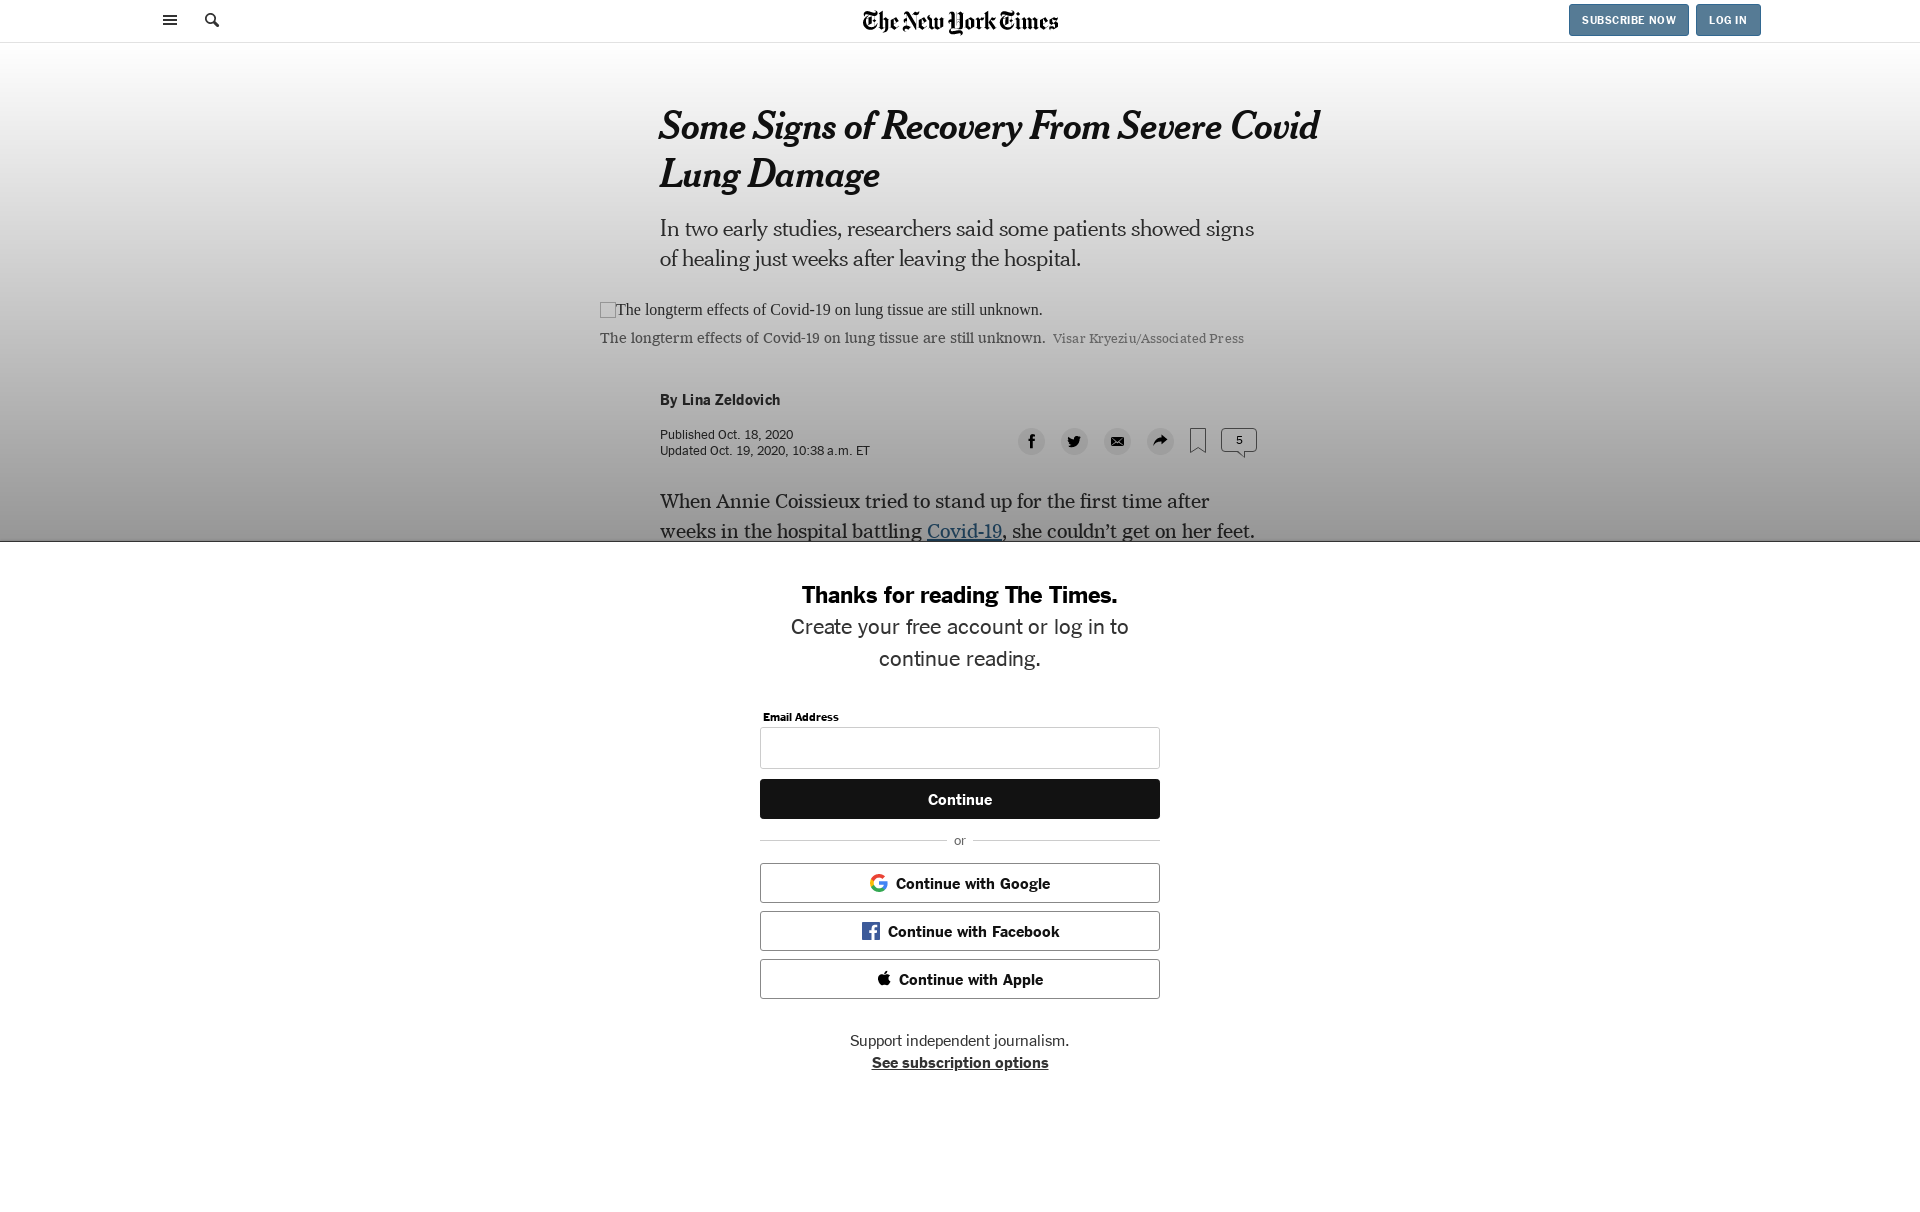 The New York Times
SUBSCRIBE NOW
LOG IN
Some Signs of Recovery From Severe Covid
Lung Damage
In two early studies, researchers said some patients showed signs
of healing just weeks after leaving the hospital.
The longterm effects of Covid-19 on lung tissue are still unknown.
The longterm effects of Covid-19 on lung tissue are still unknown. Visar Kryeziu/Associated Press
By Lina Zeldovich
Published Oct. 18, 2020
Updated Oct. 19, 2020, 10:38 a.m. ET
5
When Annie Coissieux tried to stand up for the first time after
weeks in the hospital battling Covid-19, she couldn’t get on her feet.
Thanks for reading The Times.
Create your free account or log in to
continue reading.
Email Address
Continue
or
Continue with Google
Continue with Facebook
Continue with Apple
Support independent journalism.
See subscription options